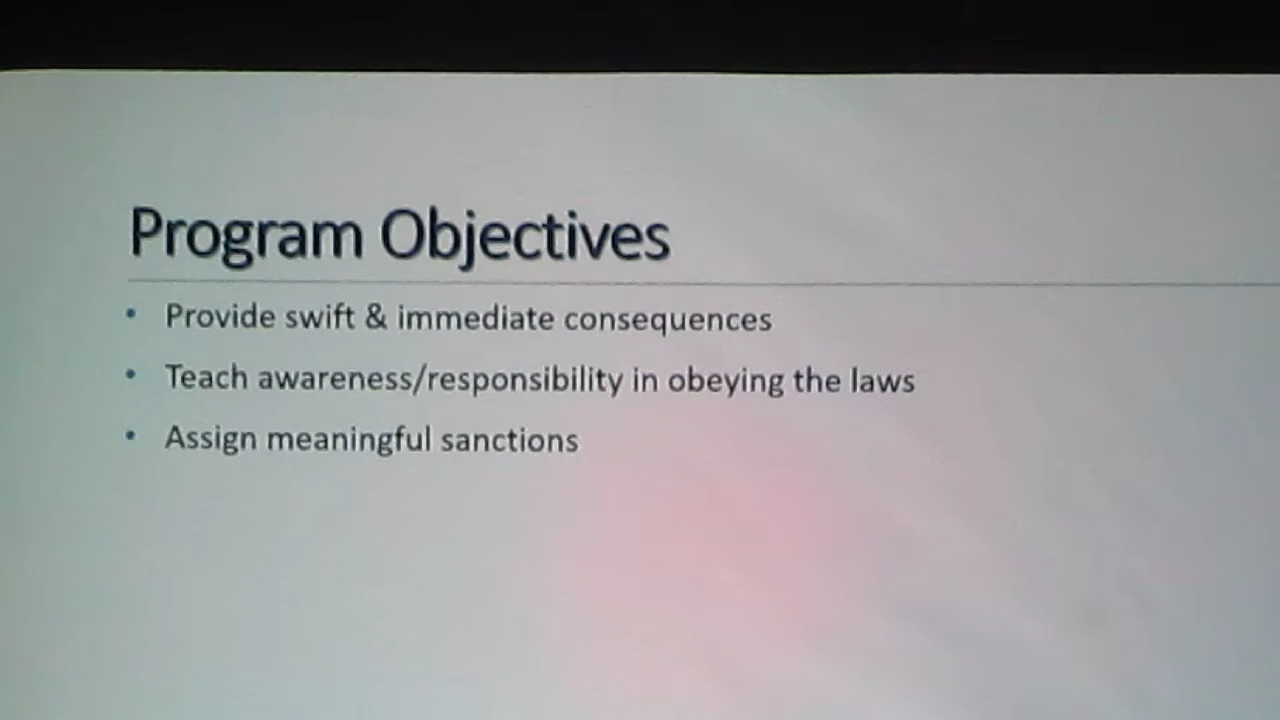 Program Objectives
• Provide swift & immediate consequences
• Teach awareness/responsibility in obeying the laws
• Assign meaningful sanctions